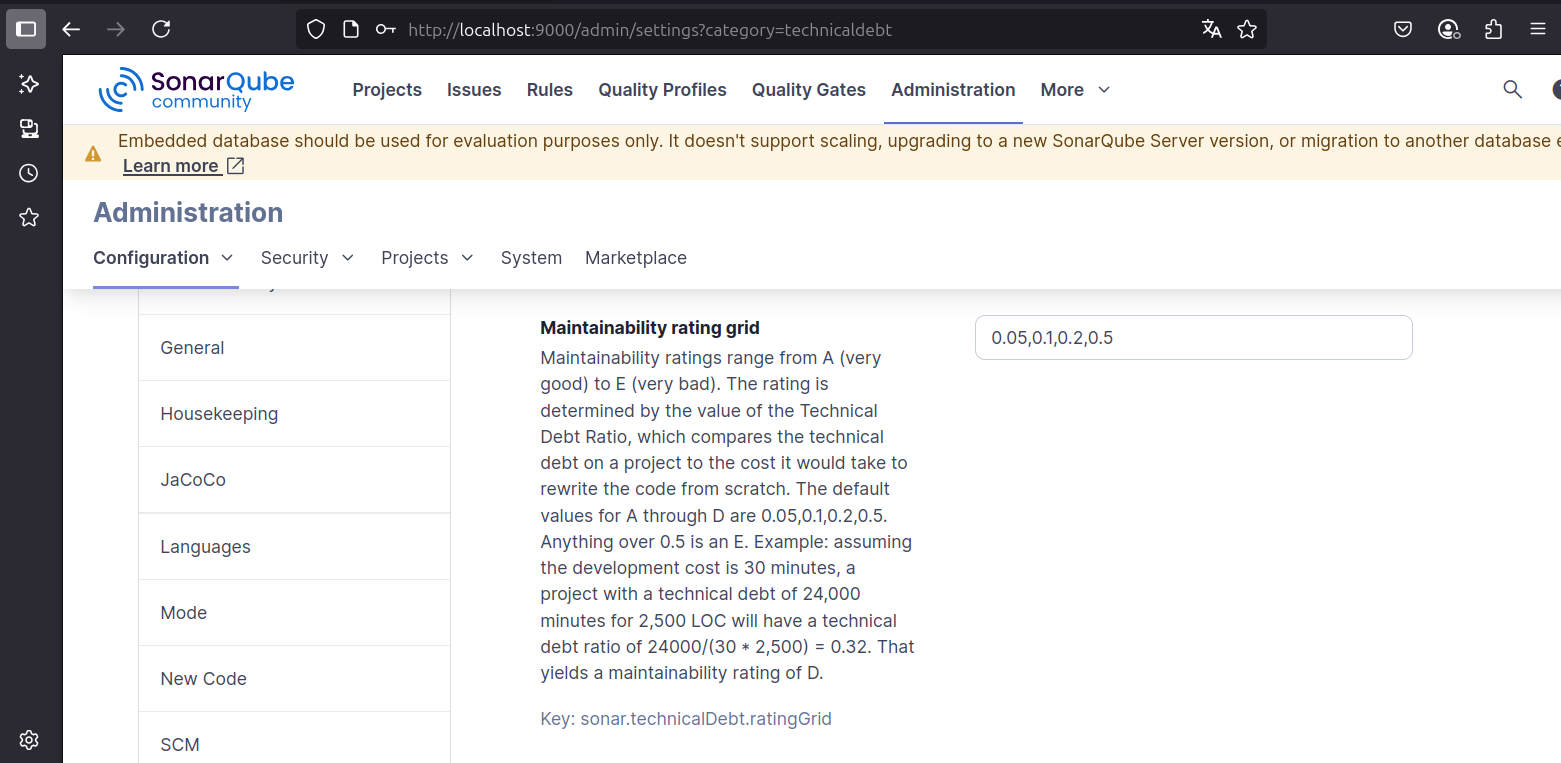 http://localhost:9000/admin/settings?category=technicaldebt
SonarQube
community
Projects
Issues
Rules
Quality Profiles
Quality Gates
Administration
More
Embedded database should be used for evaluation purposes only. It doesn't support scaling, upgrading to a new SonarQube Server version, or migration to another database
Learn more
Administration
Configuration
Security
Projects
System
Marketplace
General
Housekeeping
JaCoCo
Languages
Mode
New Code
SCM
Maintainability rating grid
Maintainability ratings range from A (very
good) to E (very bad). The rating is
determined by the value of the Technical
Debt Ratio, which compares the technical
debt on a project to the cost it would take to
rewrite the code from scratch. The default
values for A through D are 0.05,0.1,0.2,0.5.
Anything over 0.5 is an E. Example: assuming
the development cost is 30 minutes, a
project with a technical debt of 24,000
minutes for 2,500 LOC will have a technical
debt ratio of 24000/(30 * 2,500) = 0.32. That
yields a maintainability rating of D.
Key: sonar.technicalDebt.ratingGrid
0.05,0.1,0.2,0.5